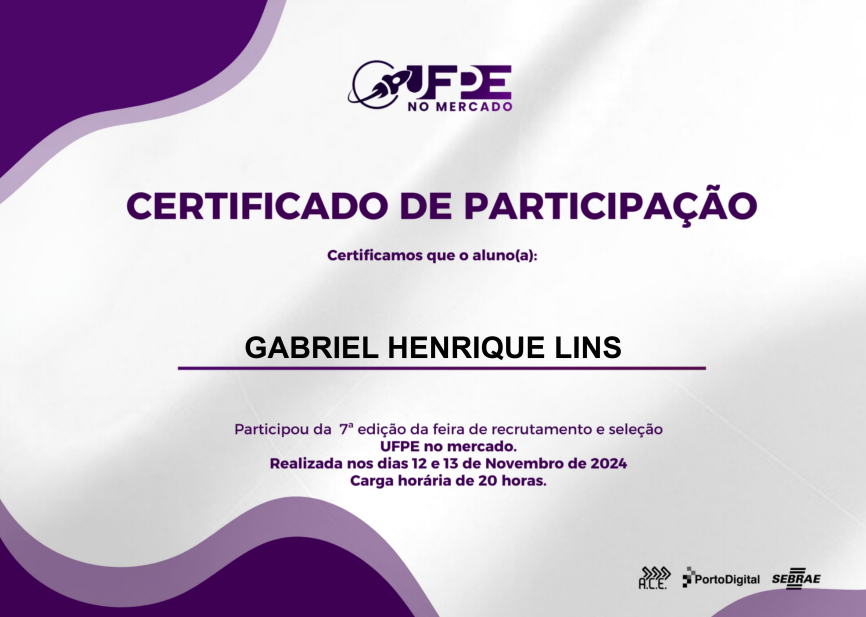 UFPE
NO MERCADO
CERTIFICADO DE PARTICIPAÇÃO
Certificamos que o aluno(a):
GABRIEL HENRIQUE LINS
Participou da 7ª edição da feira de recrutamento e seleção
UFPE no mercado.
Realizada nos dias 12 e 13 de Novembro de 2024
Carga horária de 20 horas.
A.C.E. PortoDigital SEBRAE